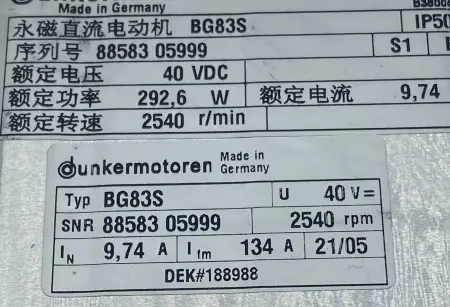 dunkermotoren
Made in Germany
永磁直流电动机 BG83S IP50
序列号 88583 05999 S1
额定电压 40 VDC
额定功率 292,6 W 额定电流 9,74
额定转速 2540 r/min
dunkermotoren Made in
Germany
Typ BG83S U 40 V=
SNR 88583 05999 2540 rpm
IN 9,74 A Ifm 134 A 21/05
DEK#188988